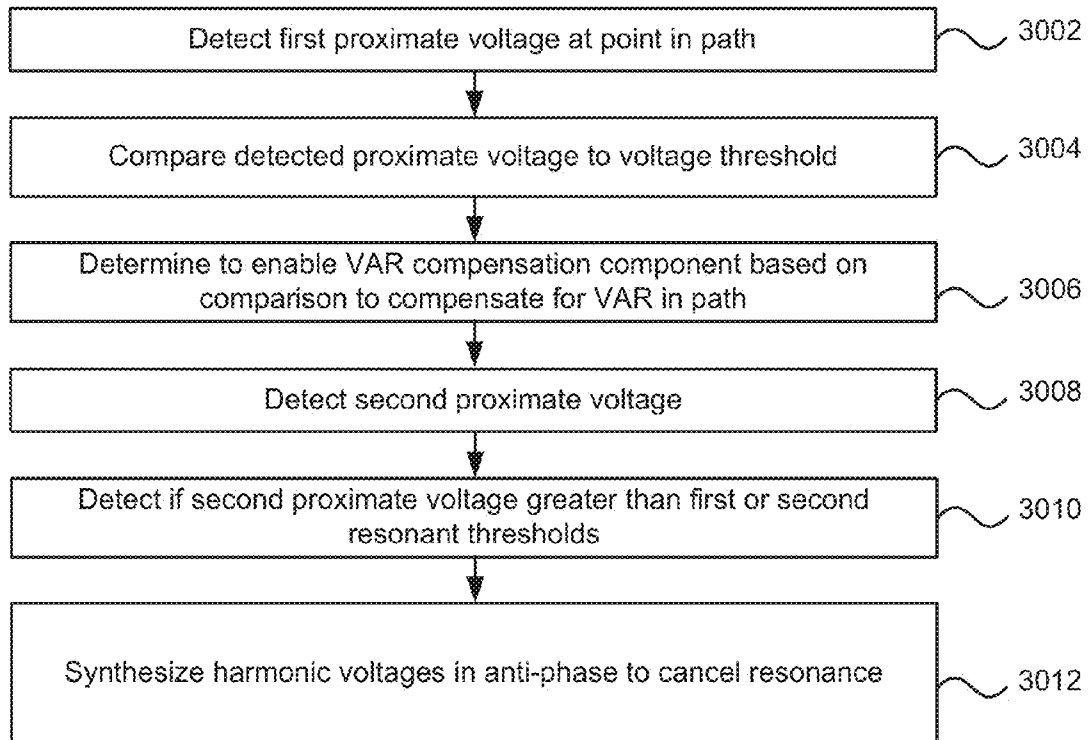 Detect first proximate voltage at point in path
3002
Compare detected proximate voltage to voltage threshold
3004
Determine to enable VAR compensation component based on
comparison to compensate for VAR in path
3006
Detect second proximate voltage
3008
Detect if second proximate voltage greater than first or second
resonant thresholds
3010
Synthesize harmonic voltages in anti-phase to cancel resonance
3012